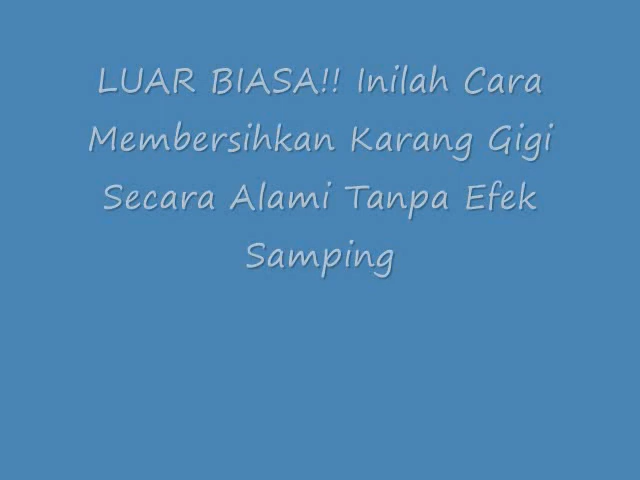 LUAR BIASA!! Inilah Cara
Membersihkan Karang Gigi
Secara Alami Tanpa Efek
Samping